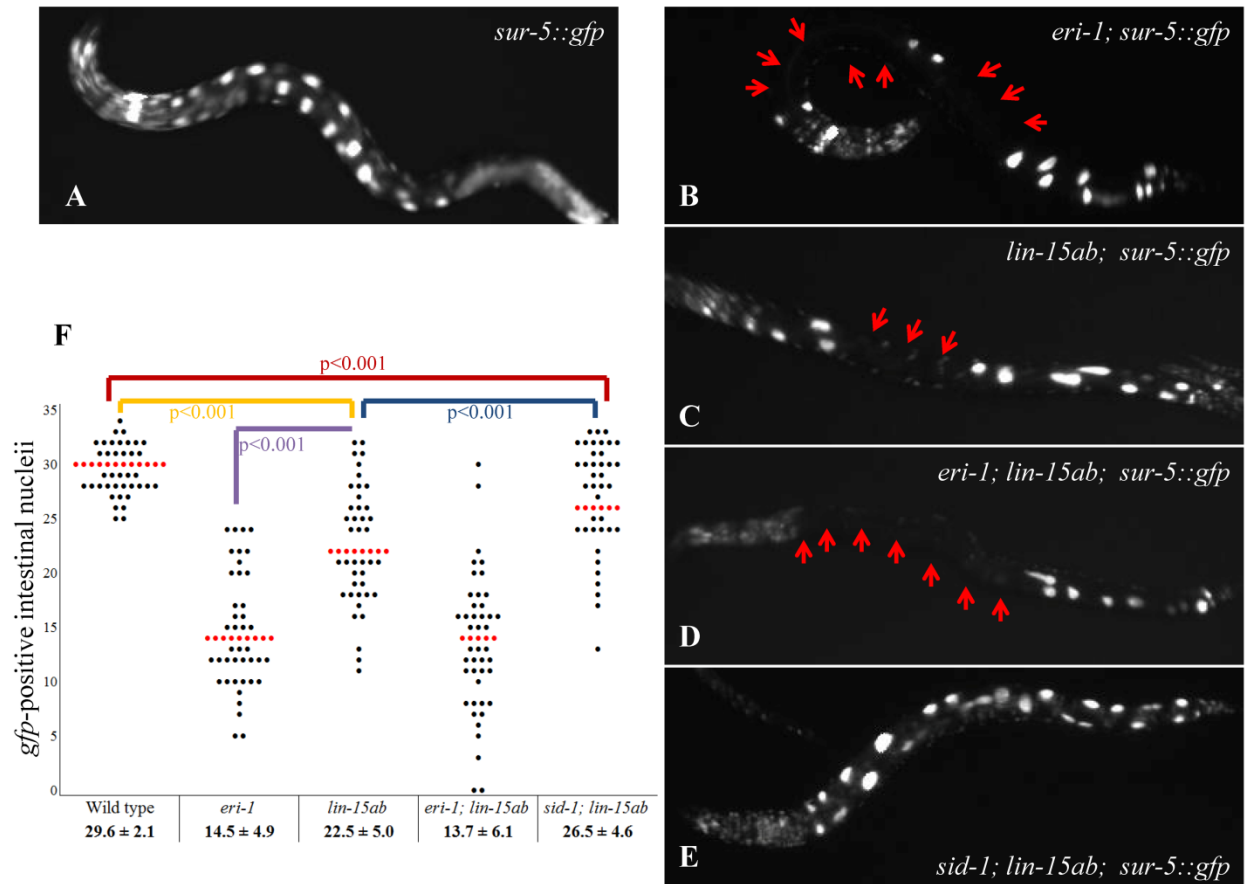 sur-5::gfp
A
eri-1; sur-5::gfp
B
lin-15ab; sur-5::gfp
C
eri-1; lin-15ab; sur-5::gfp
D
E
sid-1; lin-15ab; sur-5::gfp
F
p<0.001
p<0.001
p<0.001
p<0.001
gfp-positive intestinal nucleii
35
30
25
20
15
10
5
0
Wild type eri-1 lin-15ab eri-1; lin-15ab sid-1; lin-15ab
29.6 ± 2.1 14.5 ± 4.9 22.5 ± 5.0 13.7 ± 6.1 26.5 ± 4.6